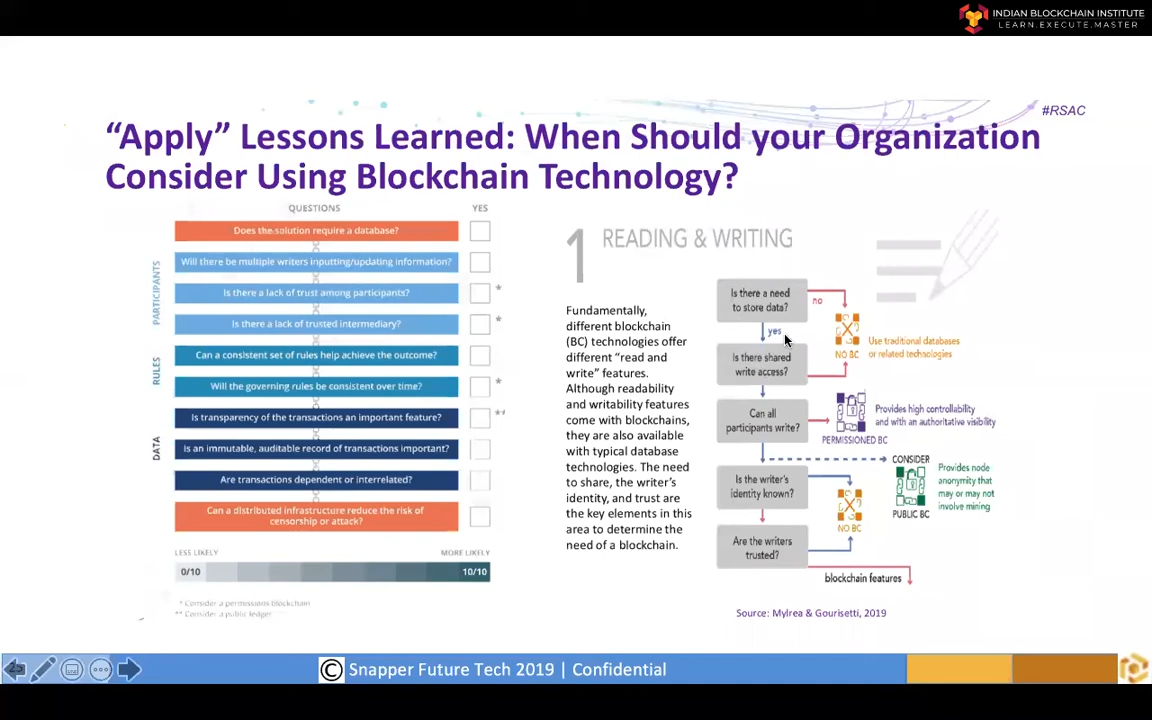 INDIAN BLOCKCHAIN INSTITUTE
LEARN.EXECUTE.MASTER
#RSAC
“Apply” Lessons Learned: When Should your Organization
Consider Using Blockchain Technology?
QUESTIONS
YES
Does the solution require a database?
PARTICIPANTS
Will there be multiple writers inputting/updating information?
Is there a lack of trust among participants?
*
Is there a lack of trusted intermediary?
*
RULES
Can a consistent set of rules help achieve the outcome?
Will the governing rules be consistent over time?
*
DATA
Is transparency of the transactions an important feature?
**
Is an immutable, auditable record of transactions important?
Are transactions dependent or interrelated?
Can a distributed infrastructure reduce the risk of
censorship or attack?
LESS LIKELY
MORE LIKELY
0/10
10/10
* Consider a permissions blockchain
** Consider a public ledger
1 READING & WRITING
Fundamentally,
different blockchain
(BC) technologies offer
different “read and
write” features.
Although readability
and writability features
come with blockchains,
they are also available
with typical database
technologies. The need
to share, the writer’s
identity, and trust are
the key elements in this
area to determine the
need of a blockchain.
Is there a need
to store data?
no
yes
Is there shared
write access?
NO BC
Use traditional databases
or related technologies
Can all
participants write?
PERMISSIONED BC
Provides high controllability
and with an authoritative visibility
CONSIDER
PUBLIC BC
Provides node
anonymity that
may or may not
involve mining
Is the writer's
identity known?
NO BC
Are the writers
trusted?
blockchain features
Source: Mylrea & Gourisetti, 2019
25
© Snapper Future Tech 2019 | Confidential